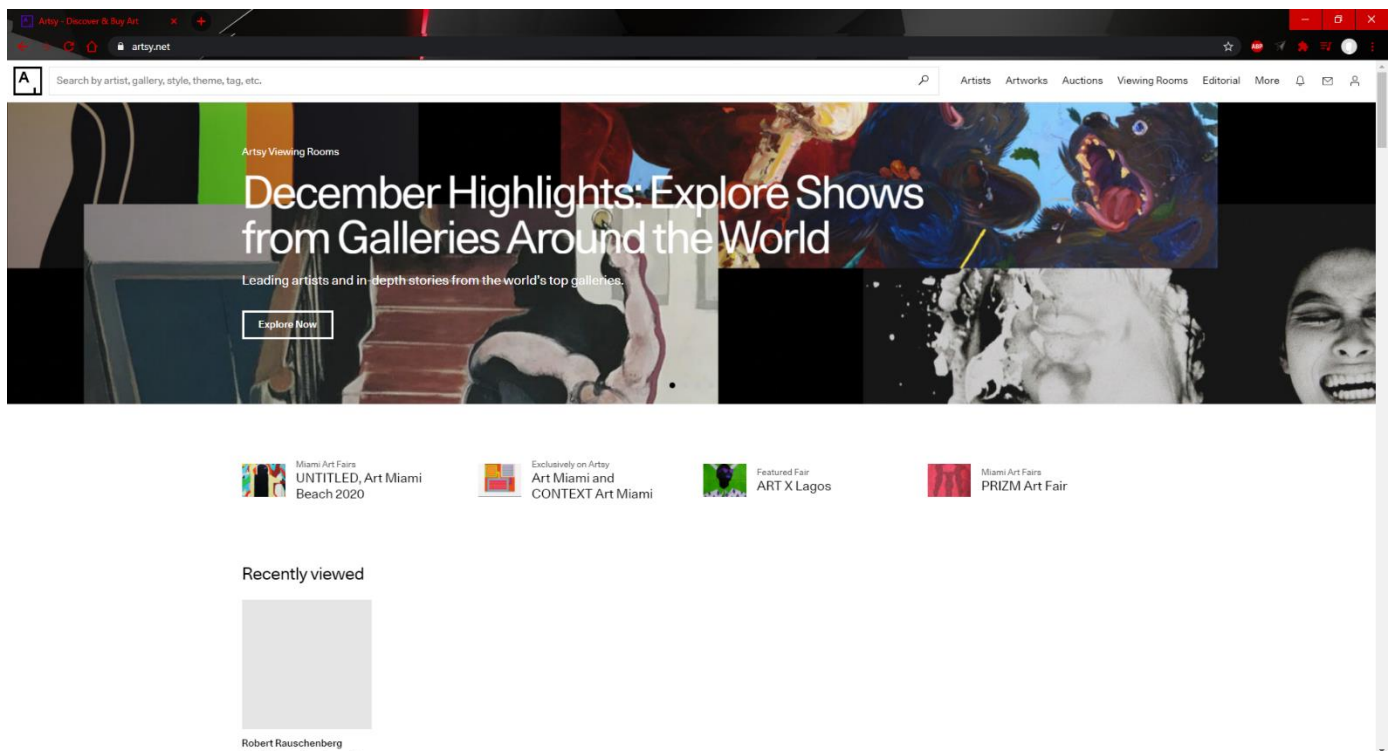 Artsy - Discover & Buy Art
artsy.net
ABP
A
Search by artist, gallery, style, theme, tag, etc.
Artists Artworks Auctions Viewing Rooms Editorial More
Artsy Viewing Rooms
December Highlights: Explore Shows
from Galleries Around the World
Leading artists and in-depth stories from the world's top galleries.
Explore Now
Miami Art Fairs
UNTITLED, Art Miami
Beach 2020
Exclusively on Artsy
Art Miami and
CONTEXT Art Miami
Featured Fair
ART X Lagos
Miami Art Fairs
PRIZM Art Fair
Recently viewed
Robert Rauschenberg